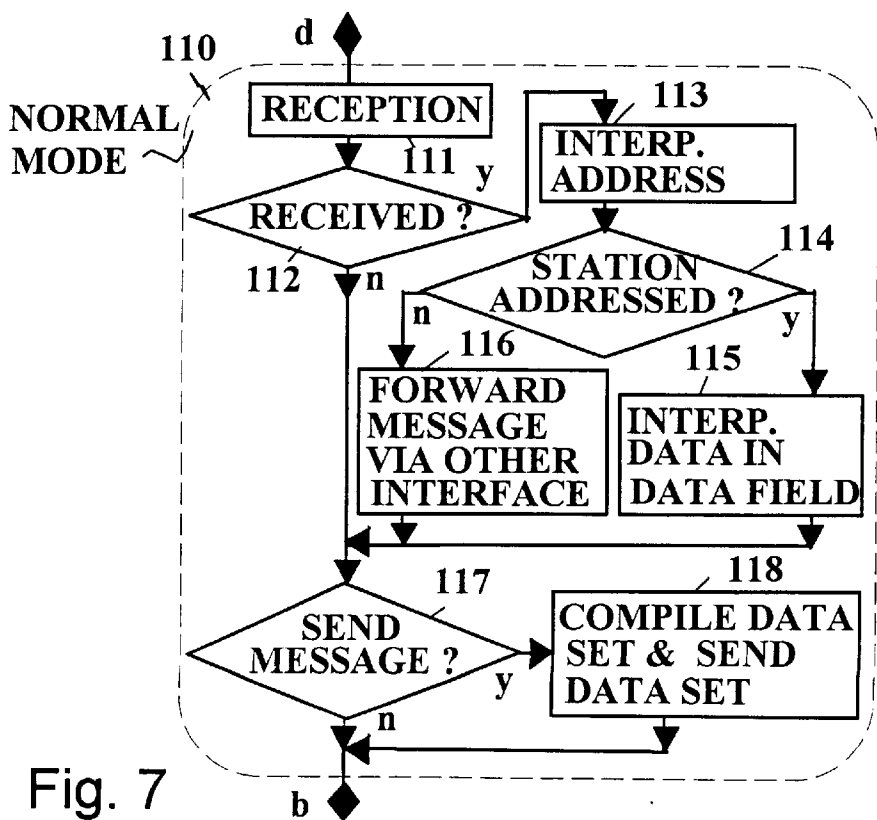 d
110
NORMAL
MODE
RECEPTION
111
113
INTERP.
ADDRESS
y
RECEIVED ?
112
n
114
STATION
ADDRESSED ?
n
y
116
FORWARD
MESSAGE
VIA OTHER
INTERFACE
115
INTERP.
DATA IN
DATA FIELD
117
SEND
MESSAGE ?
y
n
118
COMPILE DATA
SET & SEND
DATA SET
b
Fig. 7